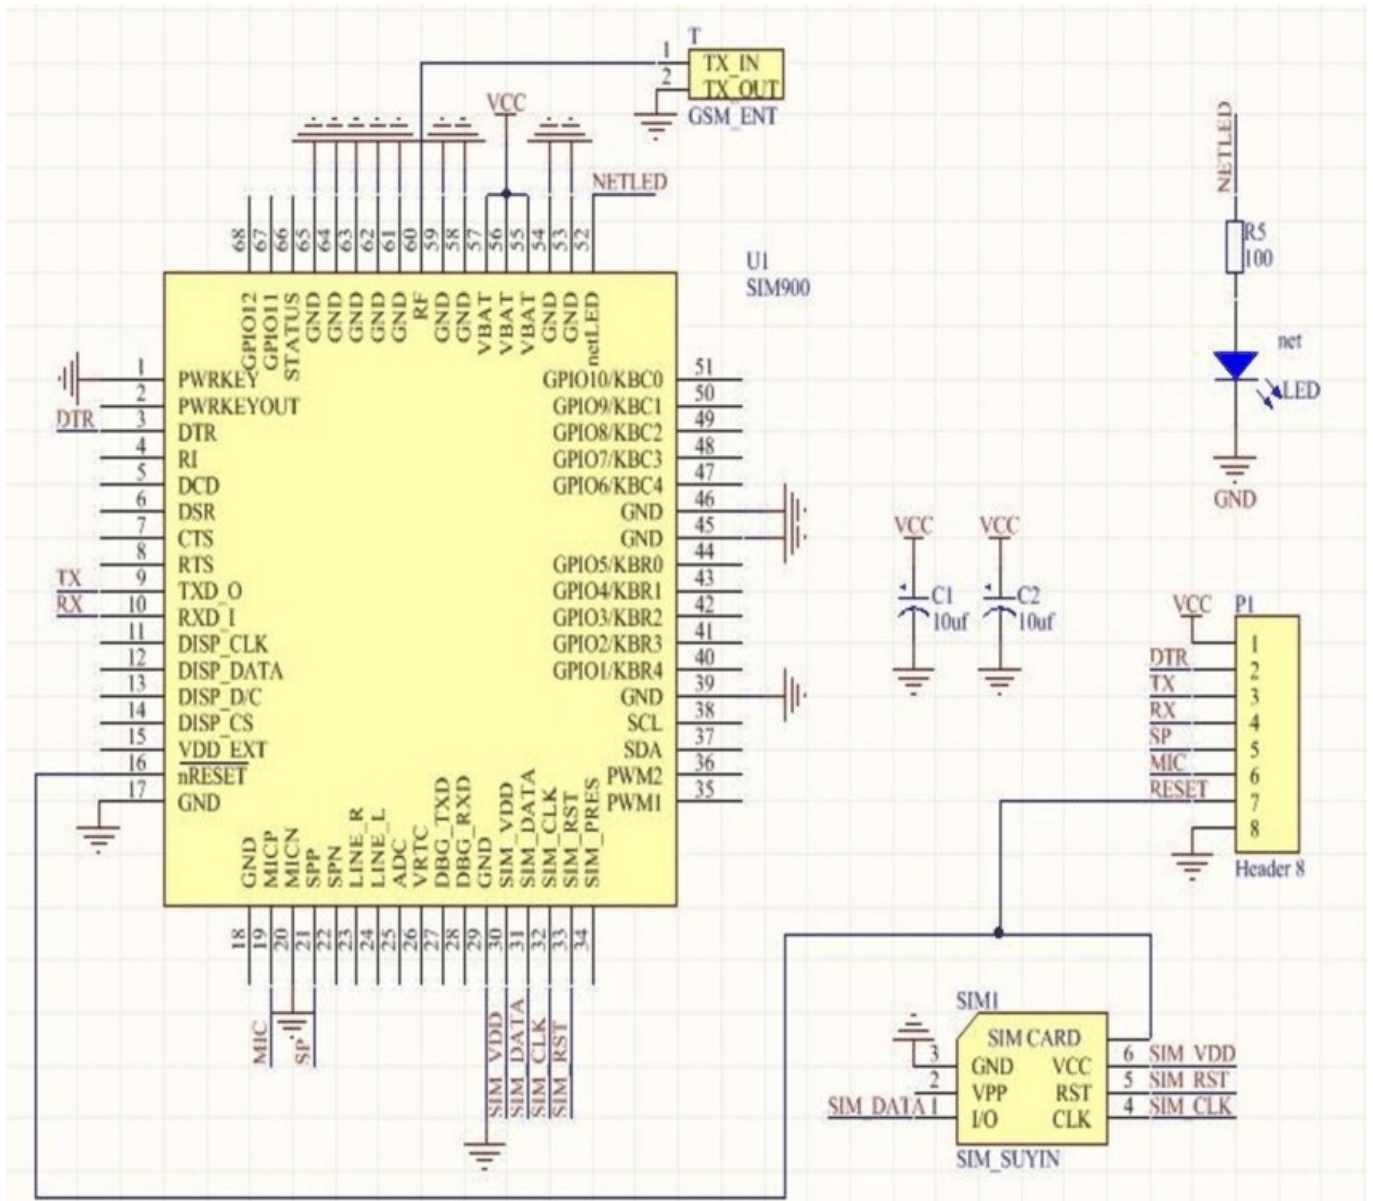 T
1 TX_IN
2 TX_OUT
GSM_ENT
VCC
NETLED
68 67 66 65 64 63 62 61 60 59 58 57 56 55 54 53 52
GPIO12 GPIO11 STATUS GND GND GND GND GND RF GND GND VBAT VBAT VBAT GND GND netLED
U1
SIM900
1 PWRKEY
2 PWRKEYOUT
DTR 3 DTR
4 RI
5 DCD
6 DSR
7 CTS
8 RTS
TX 9 TXD_O
RX 10 RXD_I
11 DISP_CLK
12 DISP_DATA
13 DISP_D/C
14 DISP_CS
15 VDD_EXT
16 nRESET
17 GND
GPIO10/KBC0 51
GPIO9/KBC1 50
GPIO8/KBC2 49
GPIO7/KBC3 48
GPIO6/KBC4 47
GND 46
GND 45
GPIO5/KBR0 44
GPIO4/KBR1 43
GPIO3/KBR2 42
GPIO2/KBR3 41
GPIO1/KBR4 40
GND 39
SCL 38
SDA 37
PWM2 36
PWM1 35
GND MICP MICN SPP SPN LINE_R LINE_L ADC VRTC DBG_TXD DBG_RXD GND SIM_VDD SIM_DATA SIM_CLK SIM_RST SIM_PRES
18 19 20 21 22 23 24 25 26 27 28 29 30 31 32 33 34
MIC SP SIM_VDD SIM_DATA SIM_CLK SIM_RST
NETLED
R5
100
net
LED
GND
VCC VCC
C1 C2
10uf 10uf
VCC P1
1
DTR 2
TX 3
RX 4
SP 5
MIC 6
RESET 7
8
Header 8
SIM1
SIM CARD
3 GND VCC 6 SIM_VDD
2 VPP RST 5 SIM_RST
SIM_DATA 1 I/O CLK 4 SIM_CLK
SIM_SUYIN